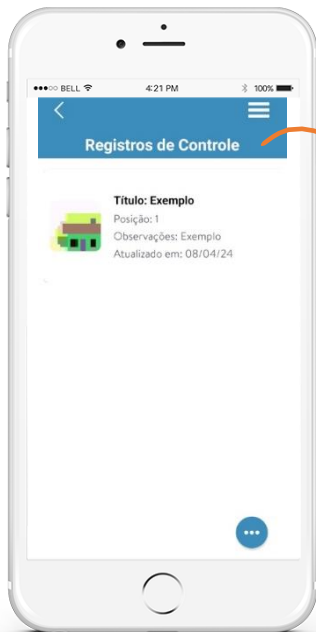 BELL 4:21 PM 100%
Registros de Controle
Título: Exemplo
Posição: 1
Observações: Exemplo
Atualizado em: 08/04/24